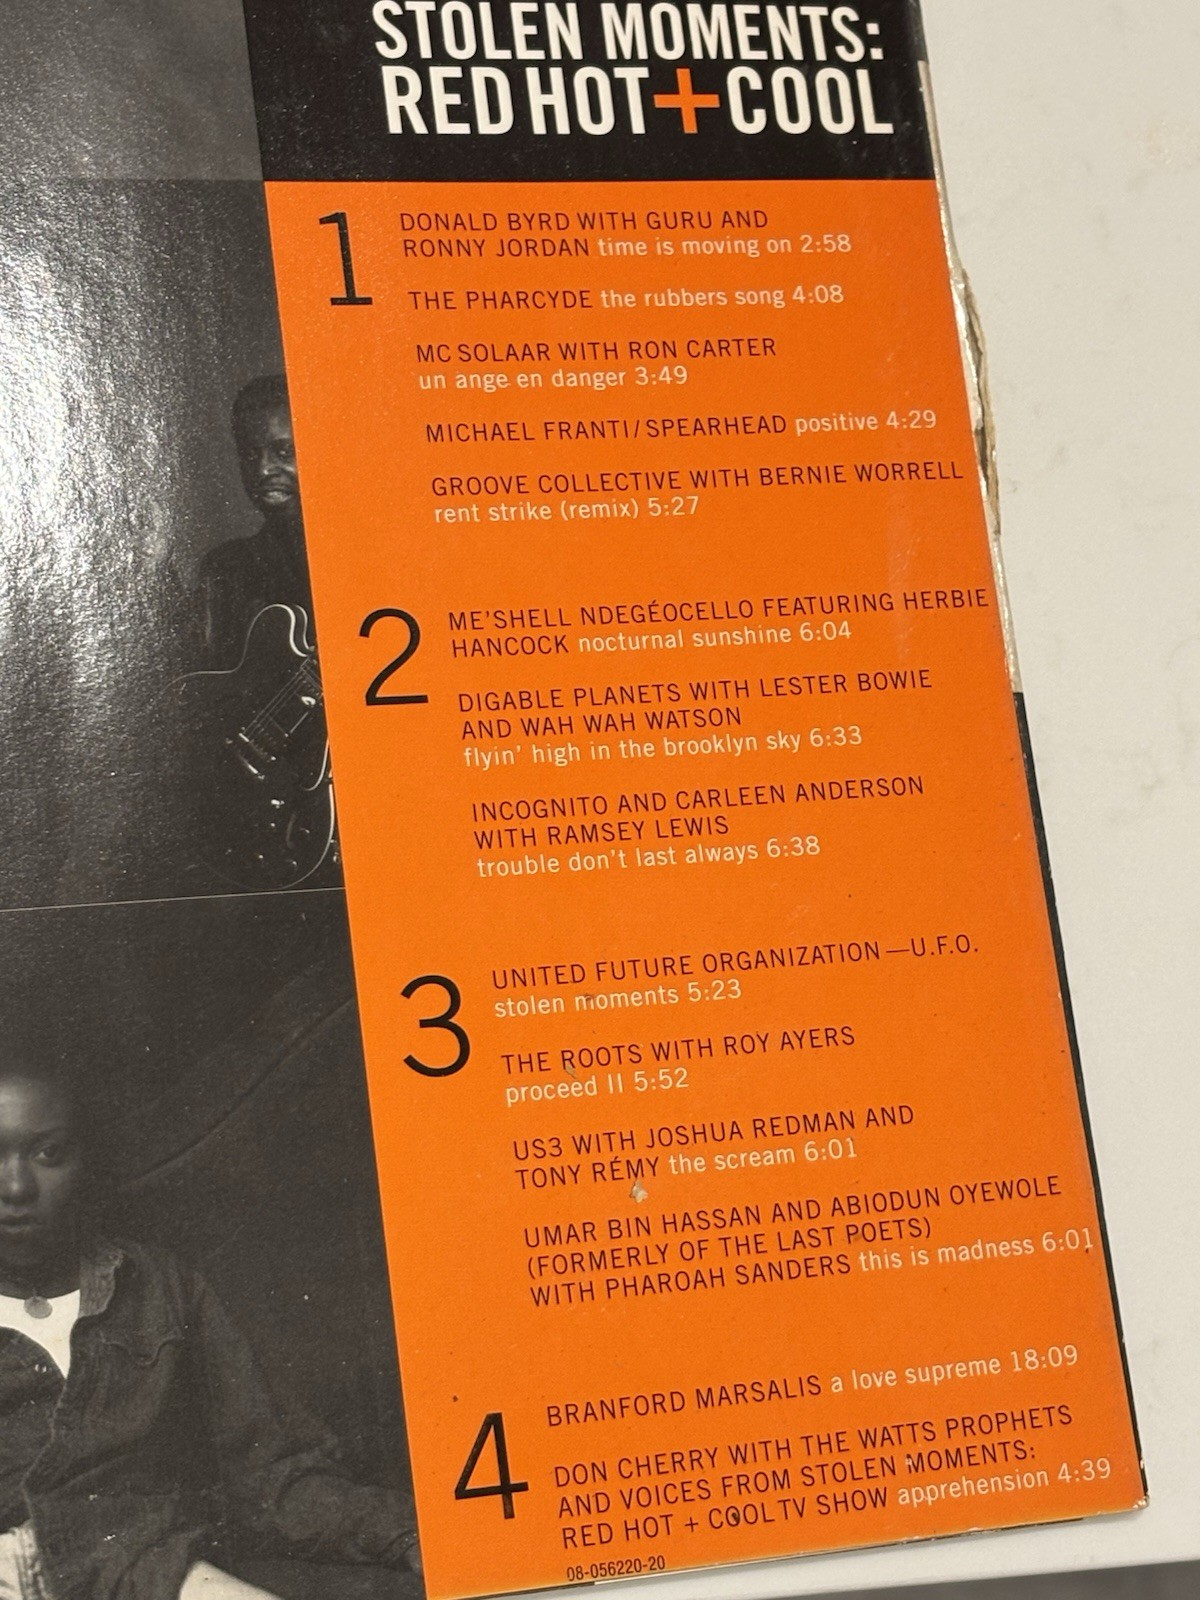 STOLEN MOMENTS:
RED HOT+COOL
1
DONALD BYRD WITH GURU AND
RONNY JORDAN time is moving on 2:58
THE PHARCYDE the rubbers song 4:08
MC SOLAAR WITH RON CARTER
un ange en danger 3:49
MICHAEL FRANTI/SPEARHEAD positive 4:29
GROOVE COLLECTIVE WITH BERNIE WORRELL
rent strike (remix) 5:27
2
ME'SHELL NDEGÉOCELLO FEATURING HERBIE
HANCOCK nocturnal sunshine 6:04
DIGABLE PLANETS WITH LESTER BOWIE
AND WAH WAH WATSON
flyin' high in the brooklyn sky 6:33
INCOGNITO AND CARLEEN ANDERSON
WITH RAMSEY LEWIS
trouble don't last always 6:38
3
UNITED FUTURE ORGANIZATION—U.F.O.
stolen moments 5:23
THE ROOTS WITH ROY AYERS
proceed II 5:52
US3 WITH JOSHUA REDMAN AND
TONY RÉMY the scream 6:01
UMAR BIN HASSAN AND ABIODUN OYEWOLE
(FORMERLY OF THE LAST POETS)
WITH PHAROAH SANDERS this is madness 6:01
4
BRANFORD MARSALIS a love supreme 18:09
DON CHERRY WITH THE WATTS PROPHETS
AND VOICES FROM STOLEN MOMENTS:
RED HOT + COOL TV SHOW apprehension 4:39
08-056220-20